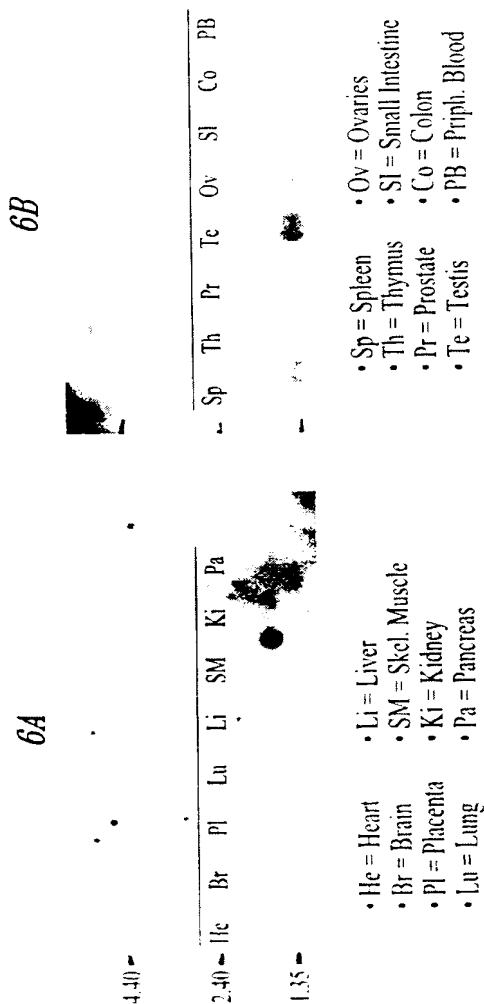 6A
4.40
2.40
He Br Pl Lu Li SM Ki Pa
1.35
• He = Heart
• Br = Brain
• Pl = Placenta
• Lu = Lung
• Li = Liver
• SM = Skel. Muscle
• Ki = Kidney
• Pa = Pancreas
6B
Sp Th Pr Te Ov SI Co PB
• Sp = Spleen
• Th = Thymus
• Pr = Prostate
• Te = Testis
• Ov = Ovaries
• SI = Small Intestine
• Co = Colon
• PB = Priph. Blood